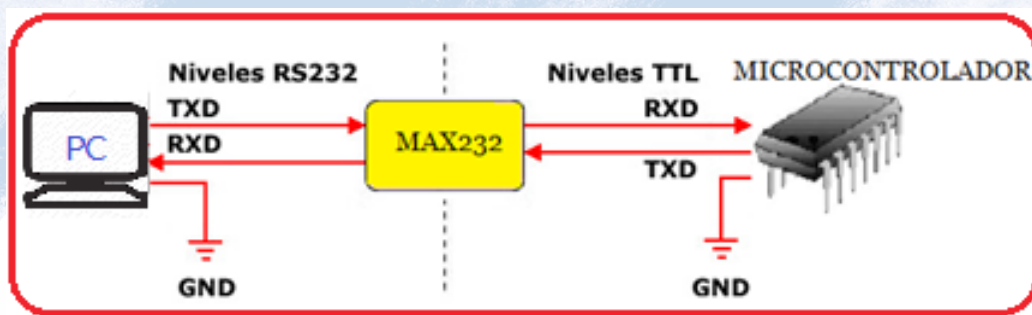 Niveles RS232
TXD
RXD
PC
GND
MAX232
Niveles TTL
MICROCONTROLADOR
RXD
TXD
GND